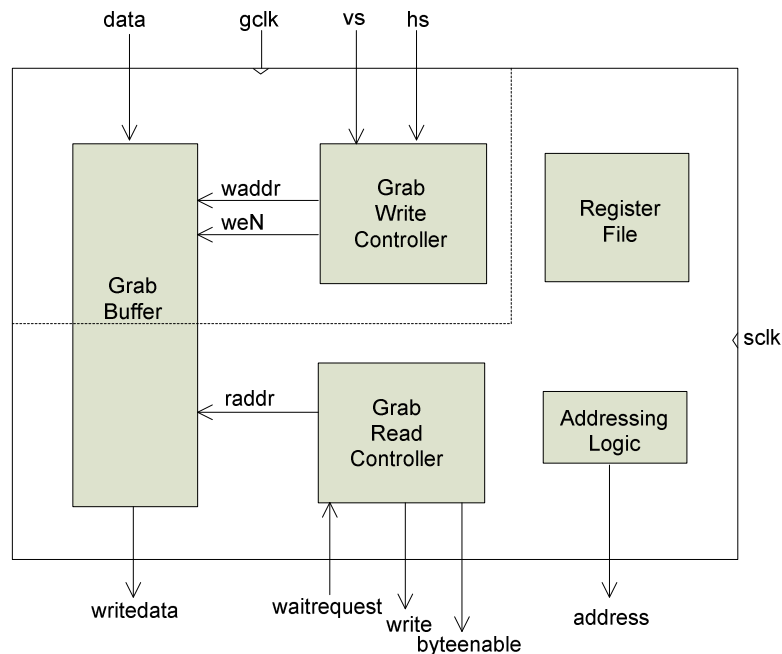 data
gclk
vs
hs
waddr
weN
Grab
Write
Controller
Register
File
Grab
Buffer
sclk
raddr
Grab
Read
Controller
Addressing
Logic
writedata
waitrequest
write
byteenable
address